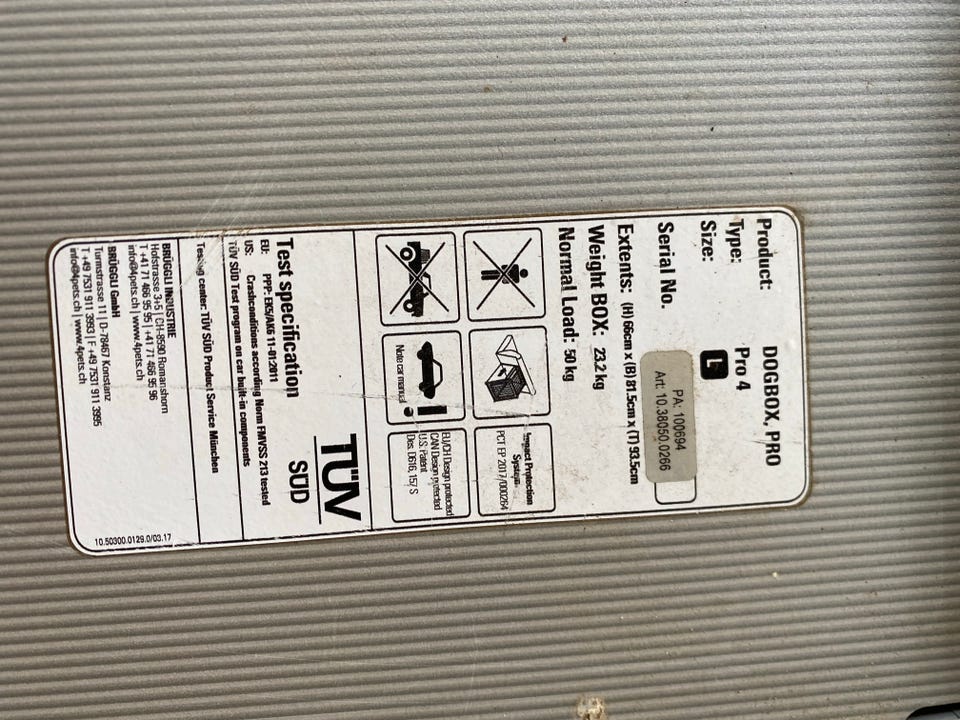 Product: DOGBOX, PRO
Type: Pro 4
Size: L
Serial No. PA: 100694
Art: 10.38050.0266
Extents: (H) 66cm x (B) 81.5cm x (T) 93.5cm
Weight BOX: 23.2 kg
Normal Load: 50 kg
Impact Protection
System
PCT EP 2017/000264
Note car manual
EU/CH Design protected
CAN Design protected
U.S. Patent
Des. D616, 157 S
Test specification
EU: PPP: EK5/AK6 11-01:2011
US: Crashconditions according Norm FMVSS 213 tested
TÜV SÜD Test program on car built-in components
TÜV
SÜD
Testing center: TÜV SÜD Product Service München
BRÜGGLI INDUSTRIE
Hofstrasse 3+5 | CH-8590 Romanshorn
T +41 71 466 95 95 | +41 71 466 95 96
info@4pets.ch | www.4pets.ch
BRÜGGLI GmbH
Turmstrasse 11 | D-78467 Konstanz
T +49 7531 911 3993 | F +49 7531 911 3995
info@4pets.ch | www.4pets.ch
10.50300.0129.0/03.17